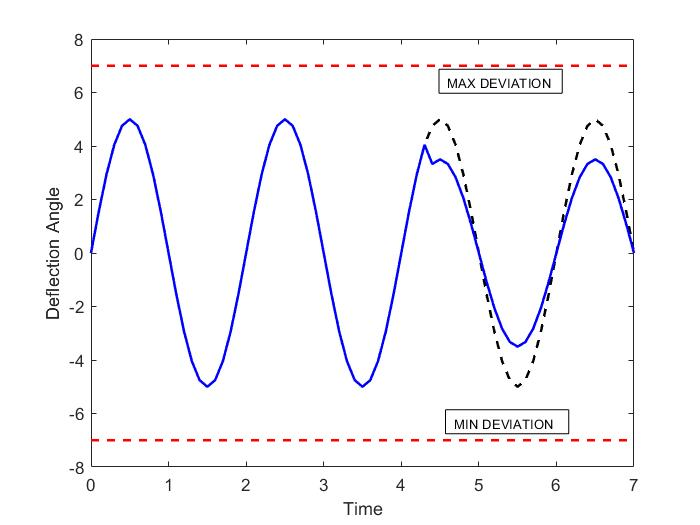 8
6
4
2
0
-2
-4
-6
-8
Deflection Angle
MAX DEVIATION
MIN DEVIATION
0 1 2 3 4 5 6 7
Time